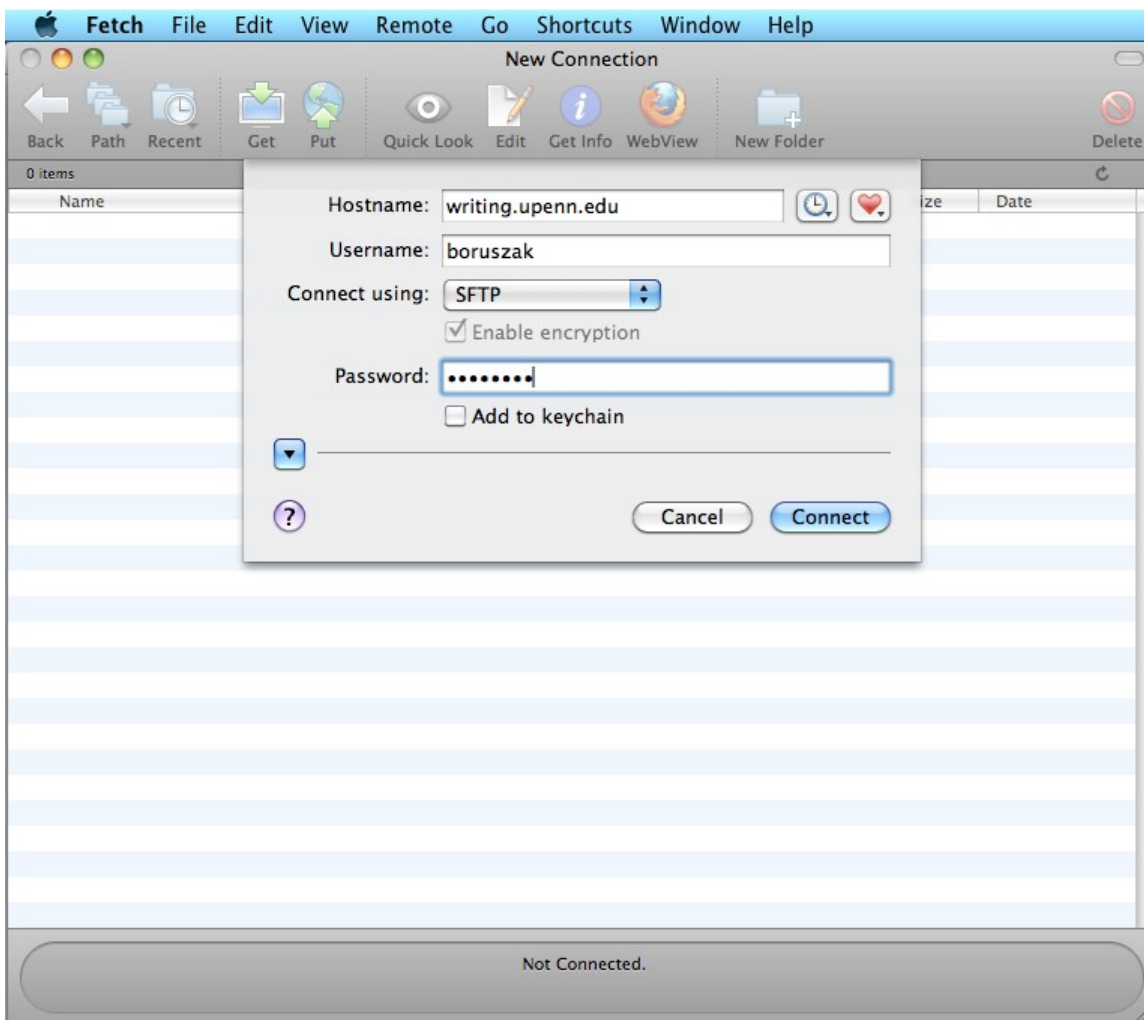 Fetch File Edit View Remote Go Shortcuts Window Help
New Connection
Back Path Recent Get Put Quick Look Edit Get Info WebView New Folder Delete
0 items
Name ize Date
Hostname: writing.upenn.edu
Username: boruszak
Connect using: SFTP
Enable encryption
Password: ••••••••
Add to keychain
?
Cancel Connect
Not Connected.